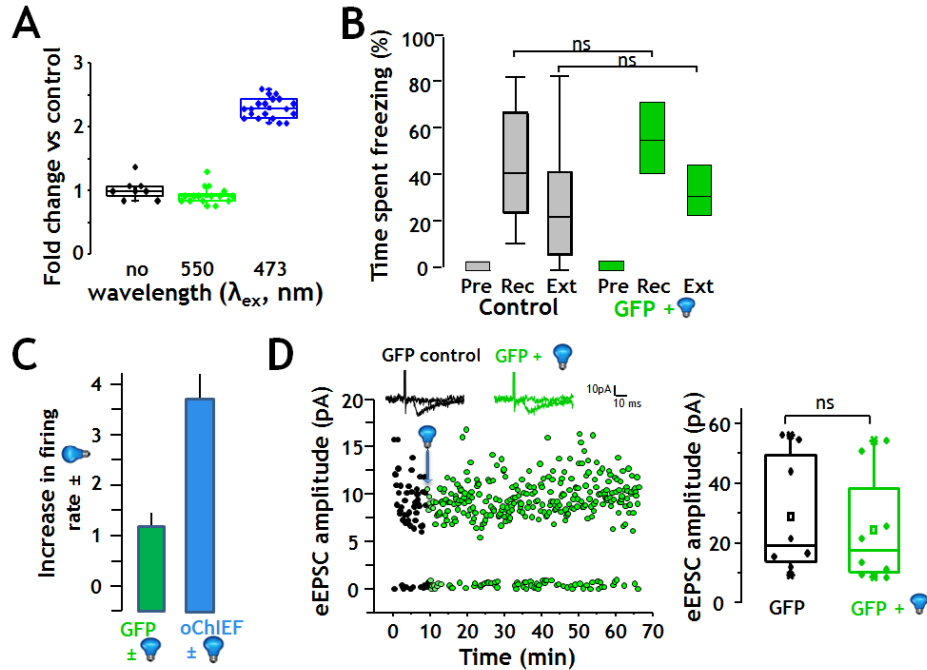 A
Fold change vs control
3
2
1
0
no 550 473
wavelength (λex, nm)
B
Time spent freezing (%)
100
80
60
40
20
0
ns
ns
Pre Rec Ext Pre Rec Ext
Control GFP +
C
Increase in firing
rate ±
4
3
2
1
0
GFP oChIEF
± ±
D
GFP control GFP +
10pA
10 ms
eEPSC amplitude (pA)
20
15
10
5
0
0 10 20 30 40 50 60 70
Time (min)
eEPSC amplitude (pA)
60
40
20
0
ns
GFP GFP +